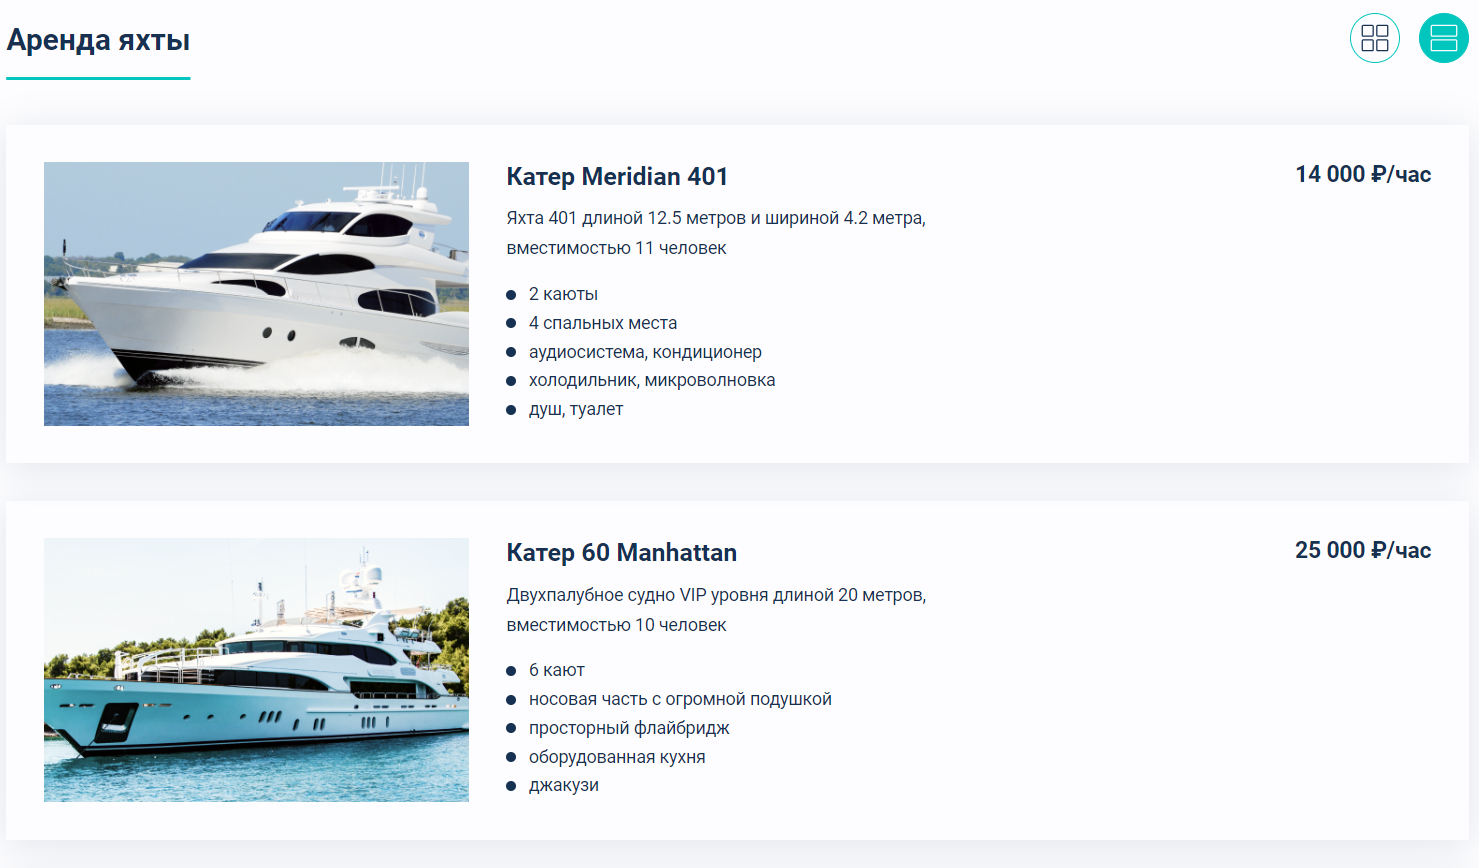 Аренда яхты
Катер Meridian 401
14 000 ₽/час
Яхта 401 длиной 12.5 метров и шириной 4.2 метра,
вместимостью 11 человек
2 каюты
4 спальных места
аудиосистема, кондиционер
холодильник, микроволновка
душ, туалет
Катер 60 Manhattan
25 000 ₽/час
Двухпалубное судно VIP уровня длиной 20 метров,
вместимостью 10 человек
6 кают
носовая часть с огромной подушкой
просторный флайбридж
оборудованная кухня
джакузи